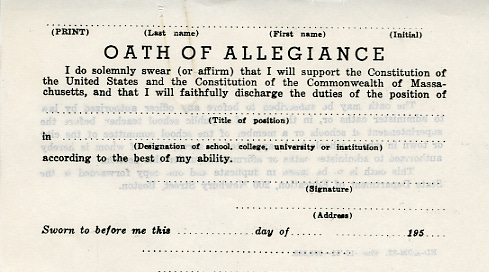 (PRINT) (Last name) (First name) (Initial)
OATH OF ALLEGIANCE
I do solemnly swear (or affirm) that I will support the Constitution of
the United States and the Constitution of the Commonwealth of Massa-
chusetts, and that I will faithfully discharge the duties of the position of
(Title of position)
in
(Designation of school, college, university or institution)
according to the best of my ability.
(Signature)
(Address)
Sworn to before me this ............ day of ............ 195....